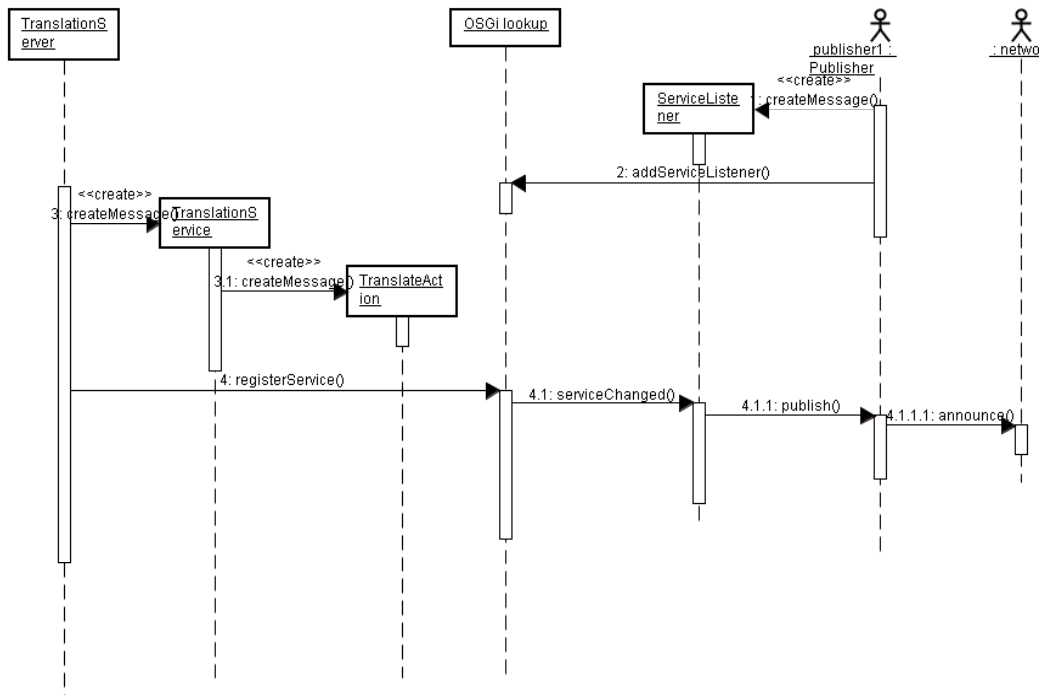 TranslationS
erver
OSGi lookup
publisher1 :
Publisher
: netwo
<<create>>
1: createMessage()
ServiceListe
ner
2: addServiceListener()
<<create>>
3: createMessage()
TranslationS
ervice
<<create>>
3.1: createMessage()
TranslateAct
ion
4: registerService()
4.1: serviceChanged()
4.1.1: publish()
4.1.1.1: announce()